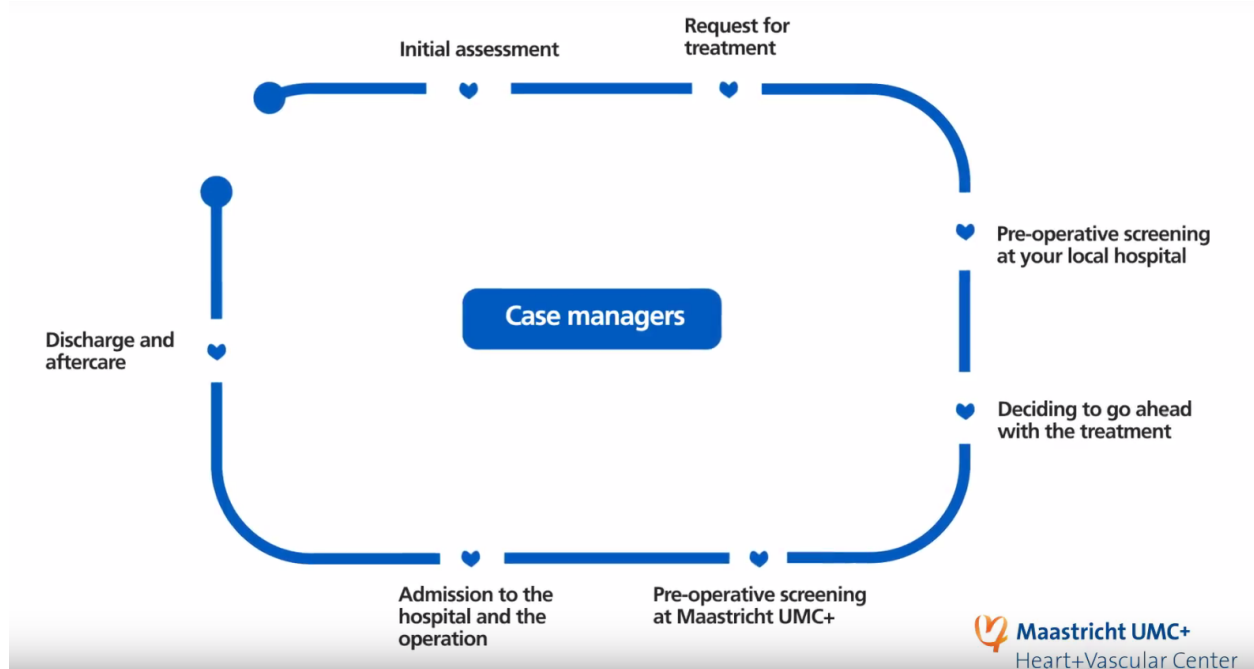 Initial assessment
Request for
treatment
Pre-operative screening
at your local hospital
Case managers
Deciding to go ahead
with the treatment
Pre-operative screening
at Maastricht UMC+
Admission to the
hospital and the
operation
Discharge and
aftercare
Maastricht UMC+
Heart+Vascular Center